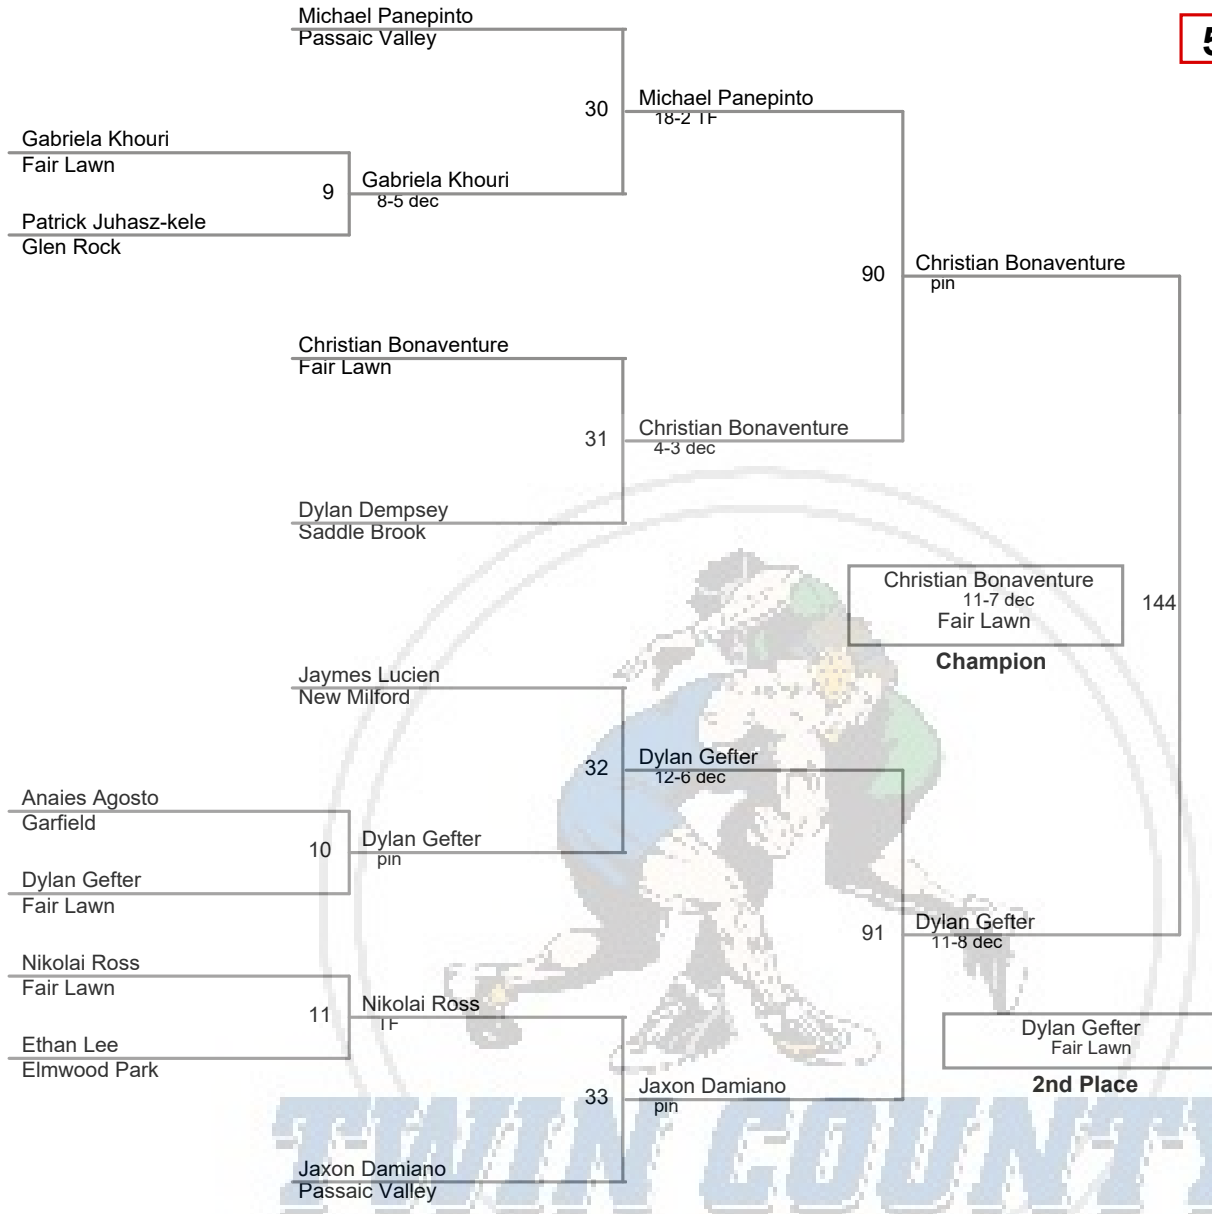 Michael Panepinto
Passaic Valley
5
30
Michael Panepinto
18-2 TF
Gabriela Khouri
Fair Lawn
9
Gabriela Khouri
8-5 dec
Patrick Juhasz-kele
Glen Rock
90
Christian Bonaventure
pin
Christian Bonaventure
Fair Lawn
31
Christian Bonaventure
4-3 dec
Dylan Dempsey
Saddle Brook
Christian Bonaventure
11-7 dec
Fair Lawn
144
Champion
Jaymes Lucien
New Milford
32
Dylan Gefter
12-6 dec
Anaies Agosto
Garfield
10
Dylan Gefter
pin
Dylan Gefter
Fair Lawn
91
Dylan Gefter
11-8 dec
Nikolai Ross
Fair Lawn
11
Nikolai Ross
TF
Ethan Lee
Elmwood Park
Dylan Gefter
Fair Lawn
2nd Place
33
Jaxon Damiano
pin
Jaxon Damiano
Passaic Valley
TWIN COUNTY